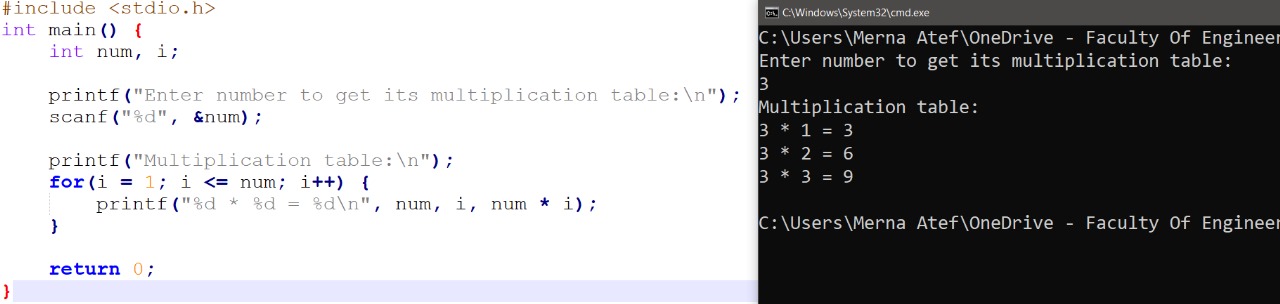 #include <stdio.h>
int main() {
int num, i;
printf("Enter number to get its multiplication table:\n");
scanf("%d", &num);
printf("Multiplication table:\n");
for(i = 1; i <= num; i++) {
printf("%d * %d = %d\n", num, i, num * i);
}
return 0;
}
C:\Windows\System32\cmd.exe
C:\Users\Merna Atef\OneDrive - Faculty Of Engineer
Enter number to get its multiplication table:
3
Multiplication table:
3 * 1 = 3
3 * 2 = 6
3 * 3 = 9
C:\Users\Merna Atef\OneDrive - Faculty Of Engineer